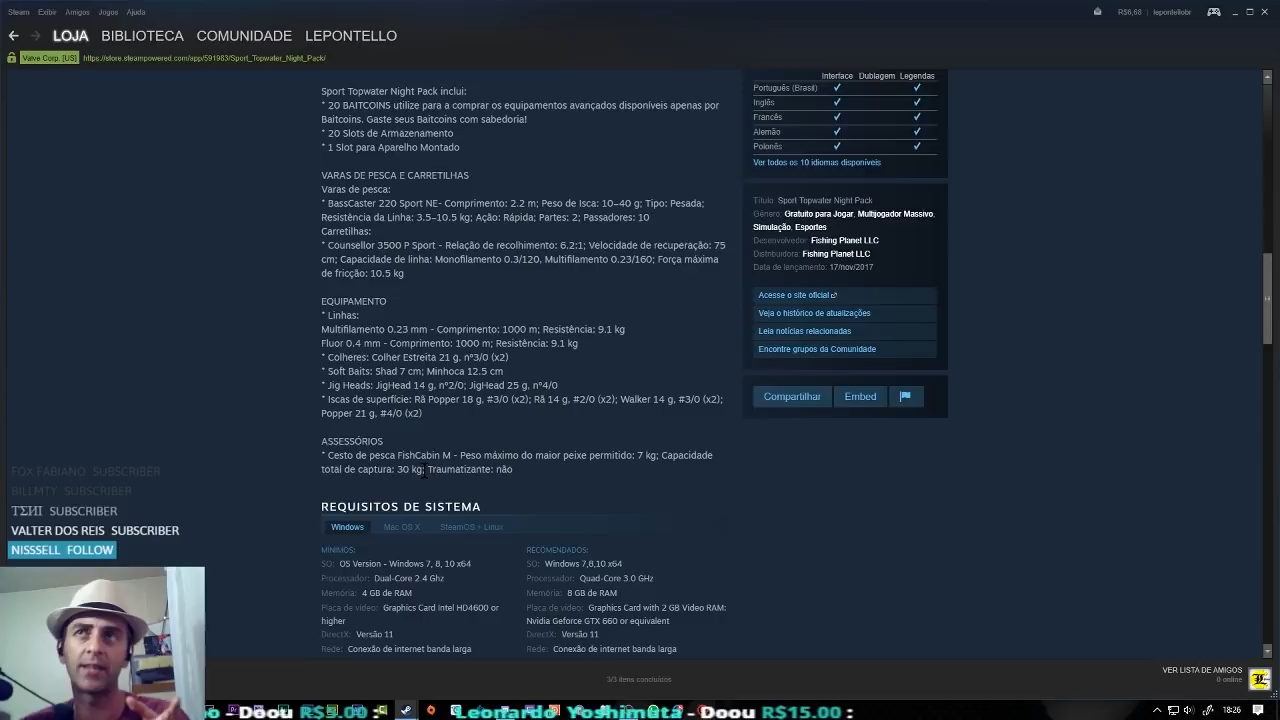 Steam Exibir Amigos Jogos Ajuda
R$6,68 lepontellobr
LOJA BIBLIOTECA COMUNIDADE LEPONTELLO
Valve Corp. [US] https://store.steampowered.com/app/591983/Sport_Topwater_Night_Pack/
Sport Topwater Night Pack inclui:
* 20 BAITCOINS utilize para a comprar os equipamentos avançados disponíveis apenas por
Baitcoins. Gaste seus Baitcoins com sabedoria!
* 20 Slots de Armazenamento
* 1 Slot para Aparelho Montado
VARAS DE PESCA E CARRETILHAS
Varas de pesca:
* BassCaster 220 Sport NE- Comprimento: 2.2 m; Peso de Isca: 10–40 g; Tipo: Pesada;
Resistência da Linha: 3.5–10.5 kg; Ação: Rápida; Partes: 2; Passadores: 10
Carretilhas:
* Counsellor 3500 P Sport - Relação de recolhimento: 6.2:1; Velocidade de recuperação: 75
cm; Capacidade de linha: Monofilamento 0.3/120, Multifilamento 0.23/160; Força máxima
de fricção: 10.5 kg
EQUIPAMENTO
* Linhas:
Multifilamento 0.23 mm - Comprimento: 1000 m; Resistência: 9.1 kg
Fluor 0.4 mm - Comprimento: 1000 m; Resistência: 9.1 kg
* Colheres: Colher Estreita 21 g, nº3/0 (x2)
* Soft Baits: Shad 7 cm; Minhoca 12.5 cm
* Jig Heads: JigHead 14 g, nº2/0; JigHead 25 g, nº4/0
* Iscas de superfície: Rã Popper 18 g, #3/0 (x2); Rã 14 g, #2/0 (x2); Walker 14 g, #3/0 (x2);
Popper 21 g, #4/0 (x2)
ASSESSÓRIOS
* Cesto de pesca FishCabin M - Peso máximo do maior peixe permitido: 7 kg; Capacidade
total de captura: 30 kg; Traumatizante: não
REQUISITOS DE SISTEMA
Windows Mac OS X SteamOS + Linux
MÍNIMOS:
SO: OS Version - Windows 7, 8, 10 x64
Processador: Dual-Core 2.4 Ghz
Memória: 4 GB de RAM
Placa de vídeo: Graphics Card Intel HD4600 or
higher
DirectX: Versão 11
Rede: Conexão de internet banda larga
RECOMENDADOS:
SO: Windows 7,8,10 x64
Processador: Quad-Core 3.0 GHz
Memória: 8 GB de RAM
Placa de vídeo: Graphics Card with 2 GB Video RAM:
Nvidia Geforce GTX 660 or equivalent
DirectX: Versão 11
Rede: Conexão de internet banda larga
Interface Dublagem Legendas
Português (Brasil)
Inglês
Francês
Alemão
Polonês
Ver todos os 10 idiomas disponíveis
Título: Sport Topwater Night Pack
Gênero: Gratuito para Jogar, Multijogador Massivo,
Simulação, Esportes
Desenvolvedor: Fishing Planet LLC
Distribuidora: Fishing Planet LLC
Data de lançamento: 17/nov/2017
Acesse o site oficial
Veja o histórico de atualizações
Leia notícias relacionadas
Encontre grupos da Comunidade
Compartilhar Embed
FOX FABIANO SUBSCRIBER
BILLMTY SUBSCRIBER
TΣΉI SUBSCRIBER
VALTER DOS REIS SUBSCRIBER
NISSSELL FOLLOW
3/3 itens concluídos
VER LISTA DE AMIGOS
0 online
Doou R$5.00 : Leonardo Yoshimuta - Doou R$15.00 :
18:26